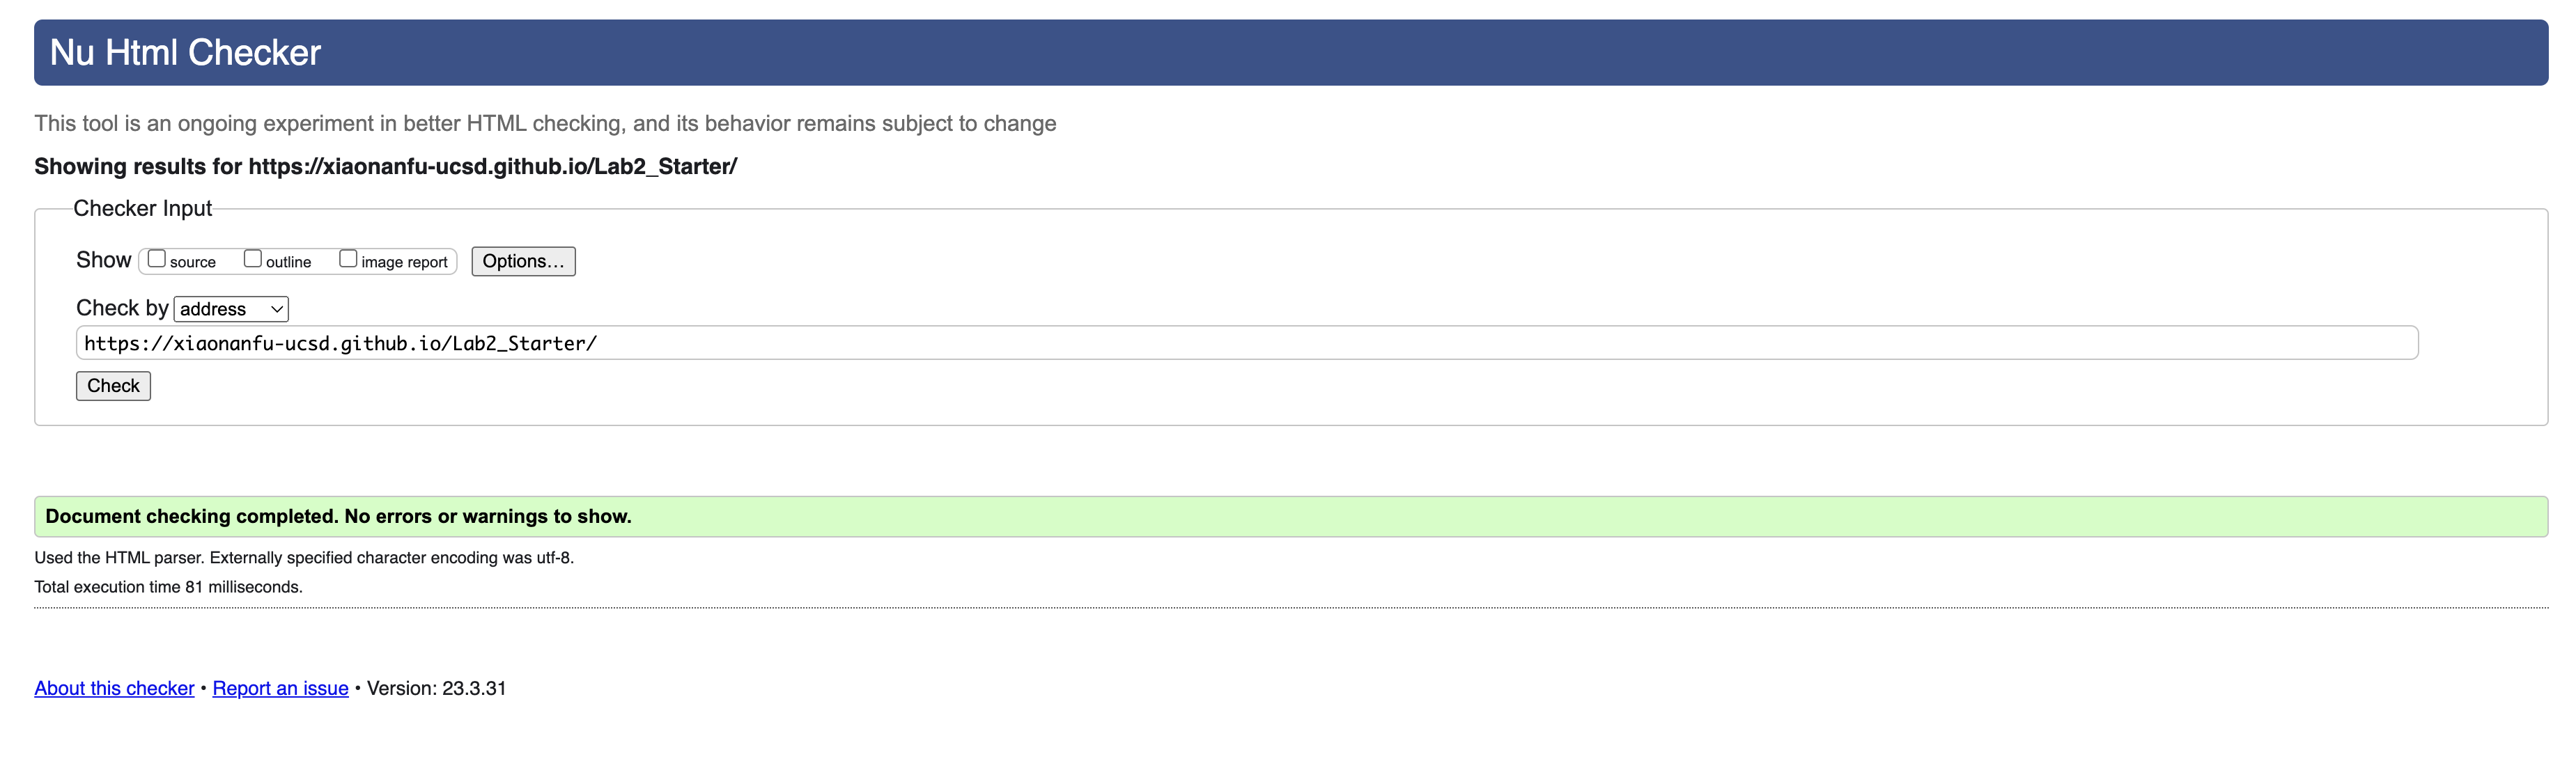 Nu Html Checker
This tool is an ongoing experiment in better HTML checking, and its behavior remains subject to change
Showing results for https://xiaonanfu-ucsd.github.io/Lab2_Starter/
Checker Input
Show source outline image report Options...
Check by address
https://xiaonanfu-ucsd.github.io/Lab2_Starter/
Check
Document checking completed. No errors or warnings to show.
Used the HTML parser. Externally specified character encoding was utf-8.
Total execution time 81 milliseconds.
About this checker • Report an issue • Version: 23.3.31